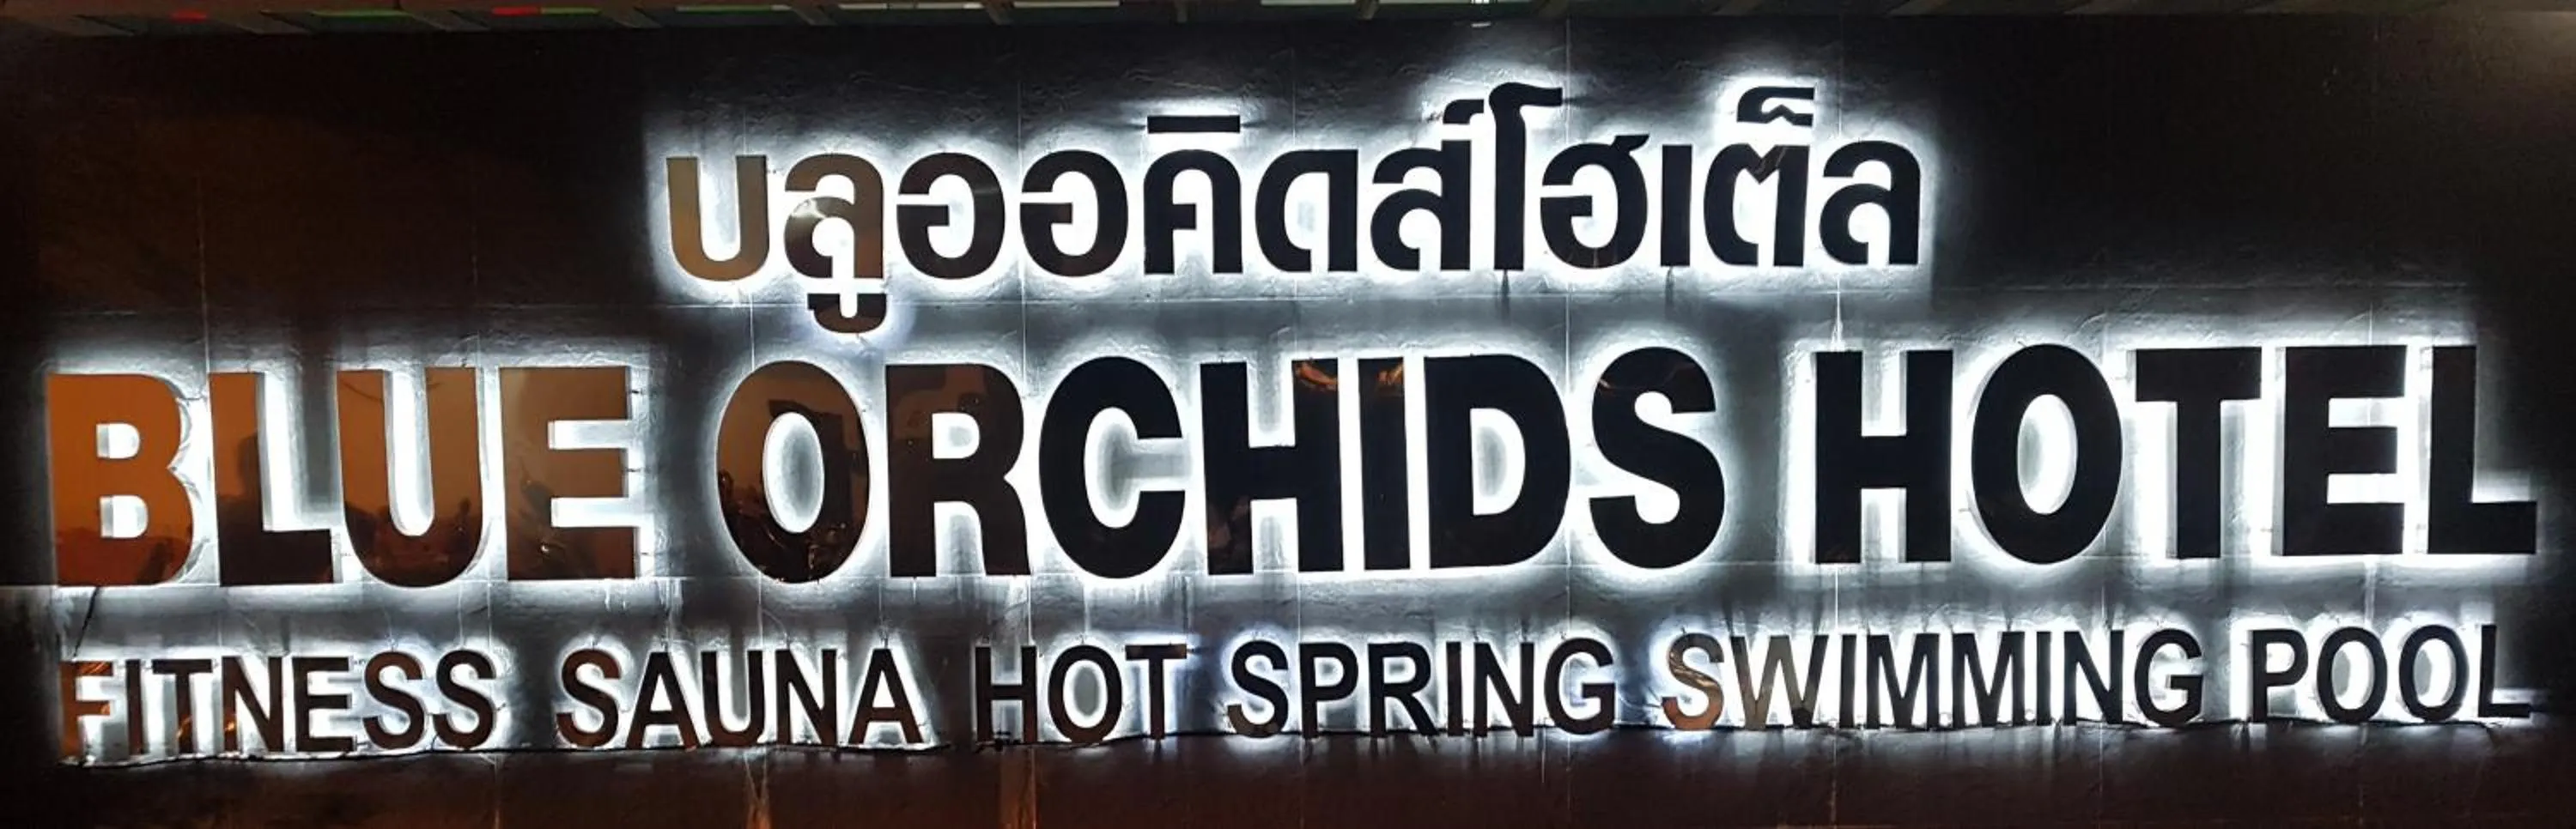 บลูออคิดส์โฮเต็ล
BLUE ORCHIDS HOTEL
FITNESS SAUNA HOT SPRING SWIMMING POOL